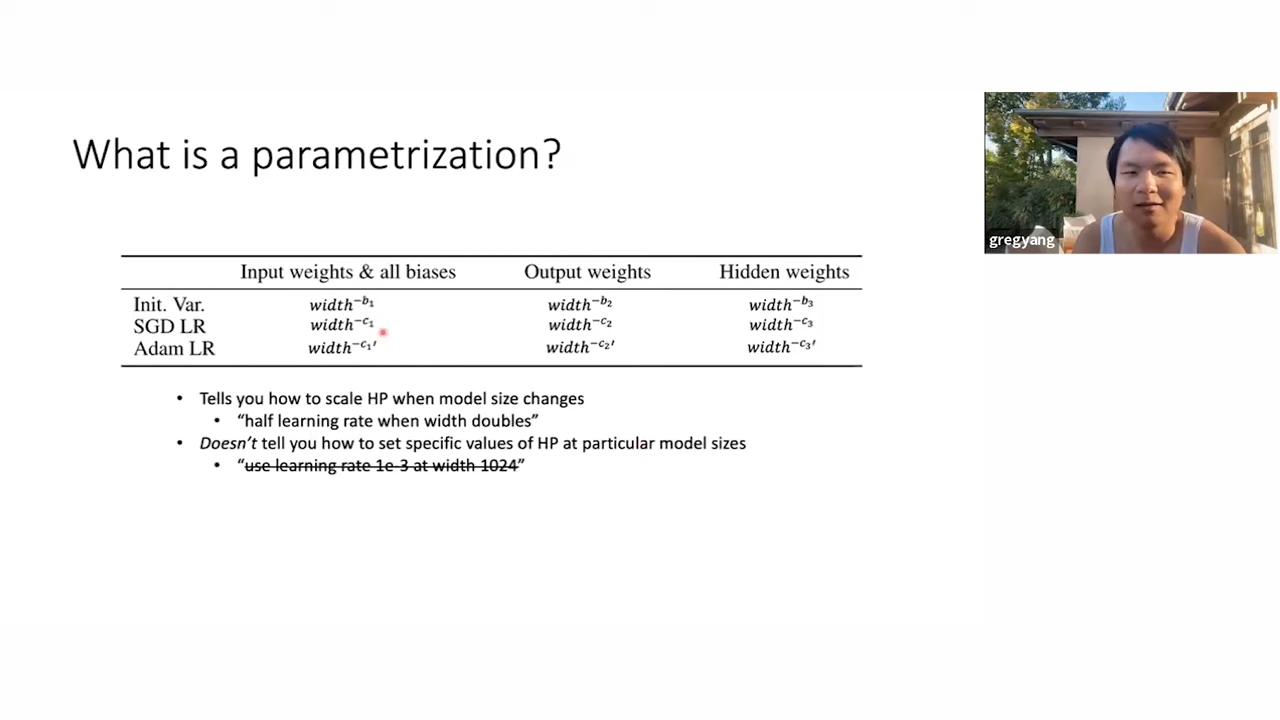 What is a parametrization?
gregyang
Input weights & all biases Output weights Hidden weights
Init. Var. width⁻ᵇ₁ width⁻ᵇ₂ width⁻ᵇ₃
SGD LR width⁻ᶜ₁ width⁻ᶜ₂ width⁻ᶜ₃
Adam LR width⁻ᶜ₁′ width⁻ᶜ₂′ width⁻ᶜ₃′
• Tells you how to scale HP when model size changes
• “half learning rate when width doubles”
• Doesn’t tell you how to set specific values of HP at particular model sizes
• “use learning rate 1e-3 at width 1024”